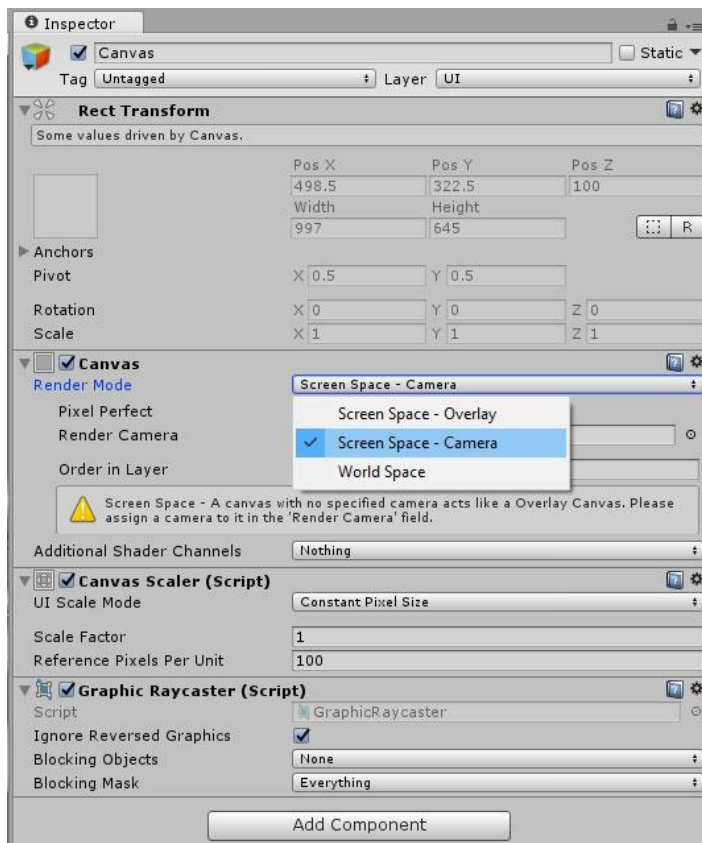 Inspector
Canvas
Static
Tag Untagged Layer UI
Rect Transform
Some values driven by Canvas.
Pos X Pos Y Pos Z
498.5 322.5 100
Width Height
997 645
R
Anchors
Pivot X 0.5 Y 0.5
Rotation X 0 Y 0 Z 0
Scale X 1 Y 1 Z 1
Canvas
Render Mode Screen Space - Camera
Pixel Perfect Screen Space - Overlay
Render Camera Screen Space - Camera
Order in Layer World Space
Screen Space - A canvas with no specified camera acts like a Overlay Canvas. Please
assign a camera to it in the 'Render Camera' field.
Additional Shader Channels Nothing
Canvas Scaler (Script)
UI Scale Mode Constant Pixel Size
Scale Factor 1
Reference Pixels Per Unit 100
Graphic Raycaster (Script)
Script GraphicRaycaster
Ignore Reversed Graphics
Blocking Objects None
Blocking Mask Everything
Add Component